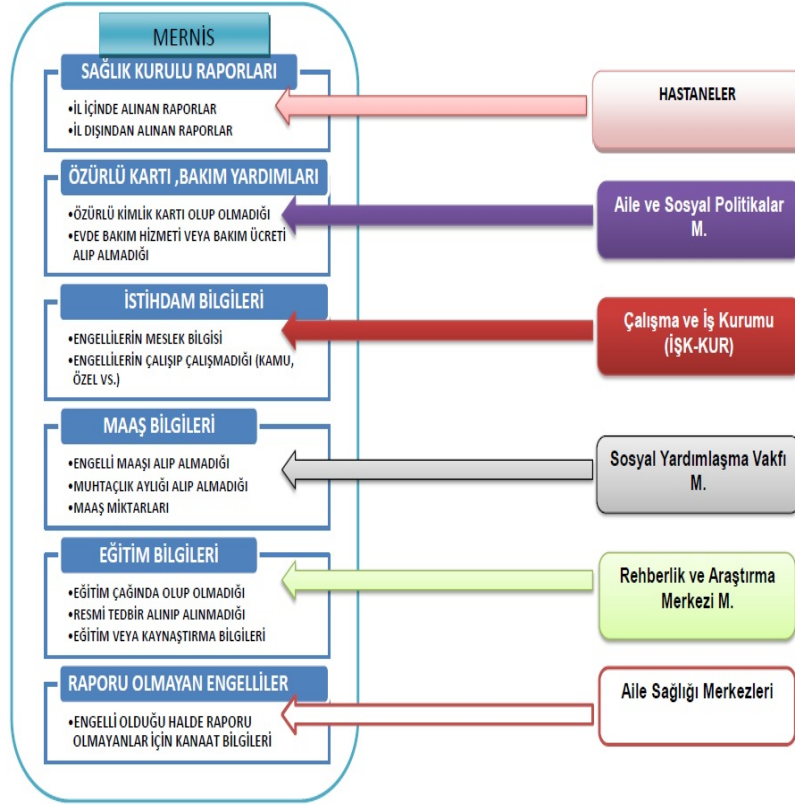 MERNİS
SAĞLIK KURULU RAPORLARI
•İL İÇİNDE ALINAN RAPORLAR
•İL DIŞINDAN ALINAN RAPORLAR
HASTANELER
ÖZÜRLÜ KARTI ,BAKIM YARDIMLARI
•ÖZÜRLÜ KİMLİK KARTI OLUP OLMADIĞI
•EVDE BAKIM HİZMETİ VEYA BAKIM ÜCRETİ
ALIP ALMADIĞI
Aile ve Sosyal Politikalar
M.
İSTİHDAM BİLGİLERİ
•ENGELLİLERİN MESLEK BİLGİSİ
•ENGELLİLERİN ÇALIŞIP ÇALIŞMADIĞI (KAMU,
ÖZEL VS.)
Çalışma ve İş Kurumu
(İŞK-KUR)
MAAŞ BİLGİLERİ
•ENGELLİ MAAŞI ALIP ALMADIĞI
•MUHTAÇLIK AYLIĞI ALIP ALMADIĞI
•MAAŞ MİKTARLARI
Sosyal Yardımlaşma Vakfı
M.
EĞİTİM BİLGİLERİ
•EĞİTİM ÇAĞINDA OLUP OLMADIĞI
•RESMİ TEDBİR ALINIP ALINMADIĞI
•EĞİTİM VEYA KAYNAŞTIRMA BİLGİLERİ
Rehberlik ve Araştırma
Merkezi M.
RAPORU OLMAYAN ENGELLİLER
•ENGELLİ OLDUĞU HALDE RAPORU
OLMAYANLAR İÇİN KANAAT BİLGİLERİ
Aile Sağlığı Merkezleri